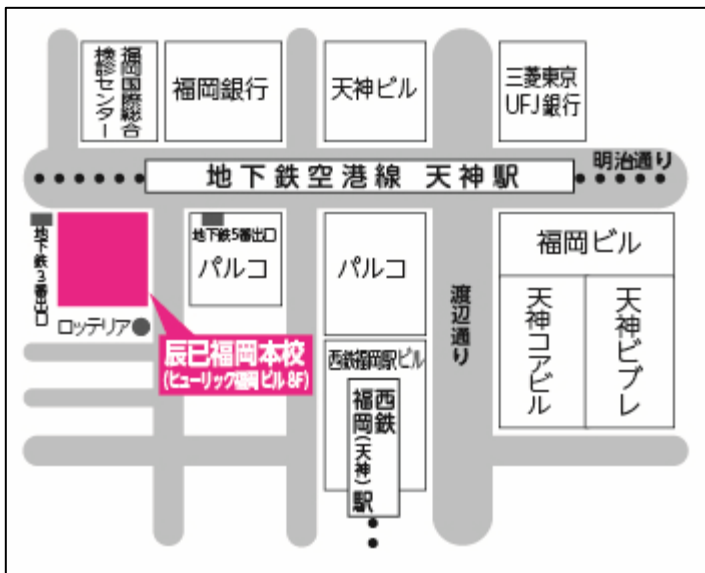 福岡国際総合
検診センター
福岡銀行
天神ビル
三菱東京
UFJ銀行
明治通り
地下鉄空港線 天神駅
地下鉄3番出口
地下鉄5番出口
パルコ
パルコ
福岡ビル
渡辺通り
天神コアビル
天神ビブレ
ロッテリア
辰已福岡本校
(ヒューリック福岡ビル8F)
西鉄福岡駅ビル
西鉄
福岡(天神)駅